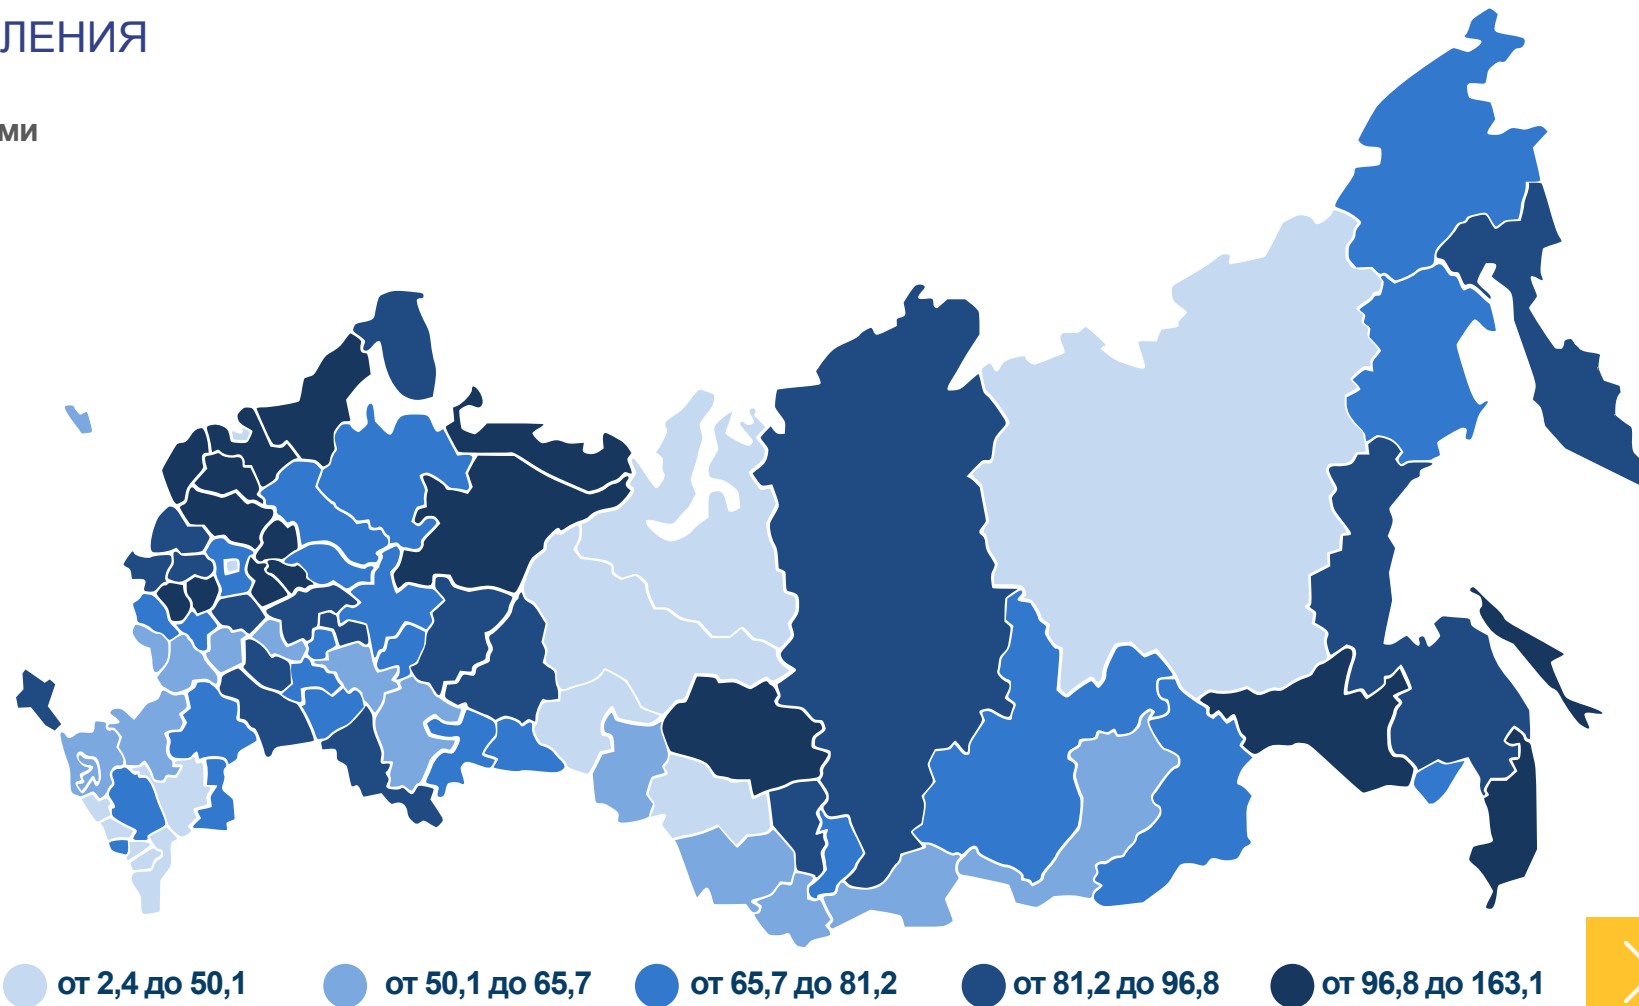 ЛЕНИЯ
ми
от 2,4 до 50,1
от 50,1 до 65,7
от 65,7 до 81,2
от 81,2 до 96,8
от 96,8 до 163,1